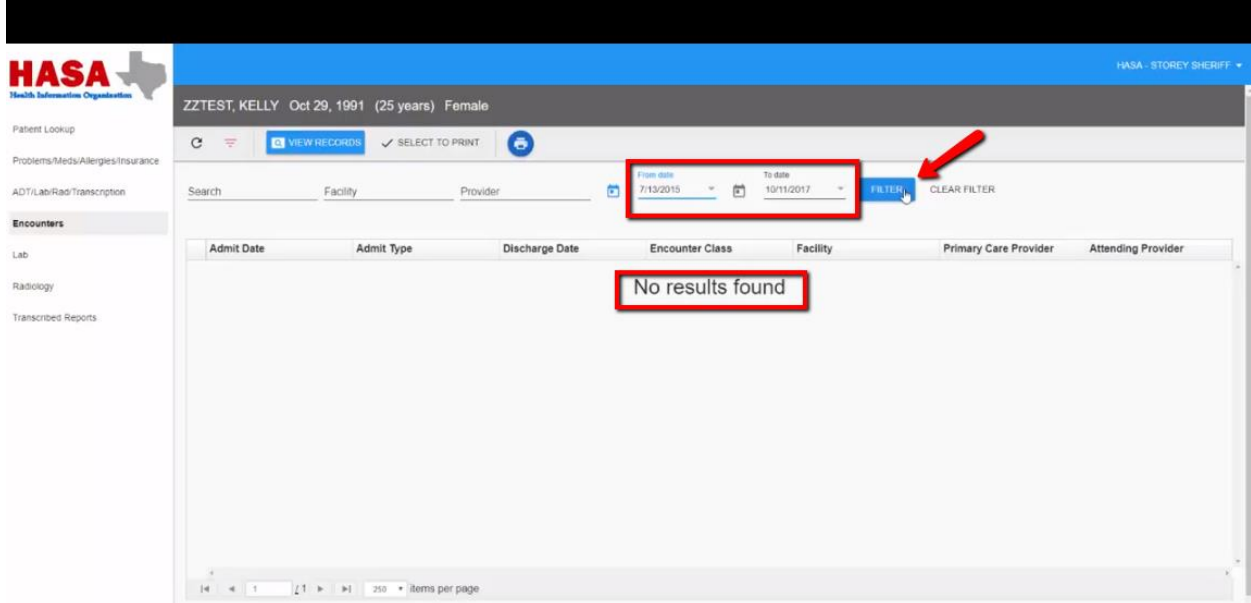 HASA
Health Information Organization
HASA - STOREY SHERIFF
ZZTEST, KELLY Oct 29, 1991 (25 years) Female
Patient Lookup
VIEW RECORDS
SELECT TO PRINT
Problems/Meds/Allergies/Insurance
ADT/Lab/Rad/Transcription
Search
Facility
Provider
From date
7/13/2015
To date
10/11/2017
FILTER
CLEAR FILTER
Encounters
Admit Date Admit Type Discharge Date Encounter Class Facility Primary Care Provider Attending Provider
Lab
No results found
Radiology
Transcribed Reports
1 / 1 250 items per page